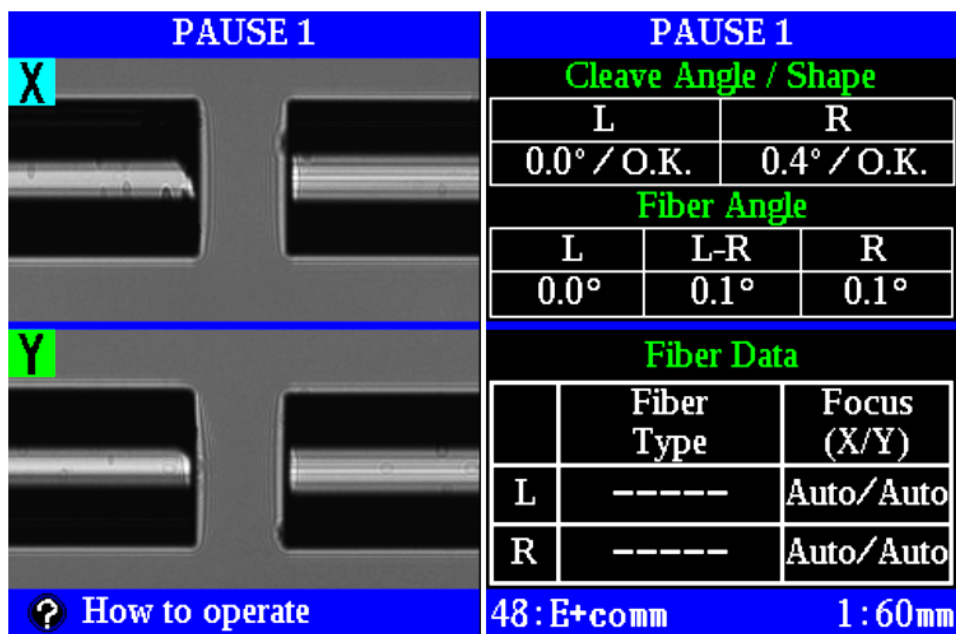 PAUSE 1
X
Y
? How to operate
PAUSE 1
Cleave Angle / Shape
L R
0.0° / O.K. 0.4° / O.K.
Fiber Angle
L L-R R
0.0° 0.1° 0.1°
Fiber Data
Fiber Focus
Type (X/Y)
L ----- Auto/Auto
R ----- Auto/Auto
48:E+comm 1:60mm